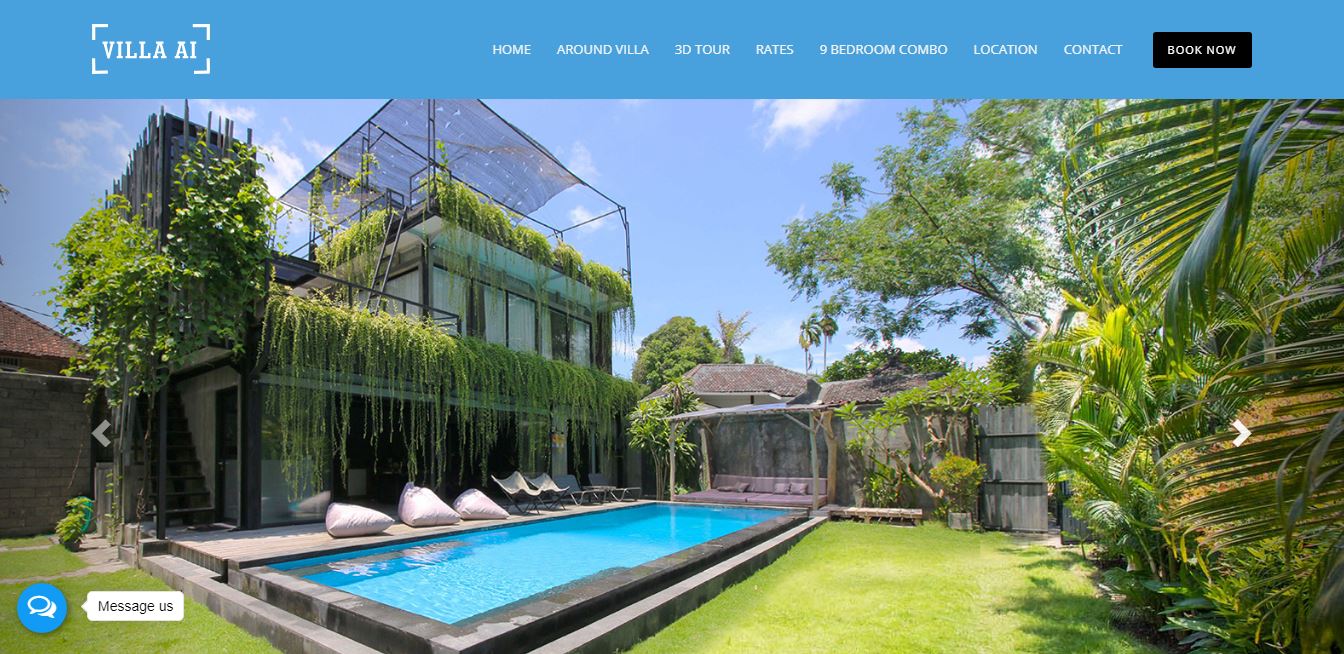 VILLA AI
HOME AROUND VILLA 3D TOUR RATES 9 BEDROOM COMBO LOCATION CONTACT BOOK NOW
Message us